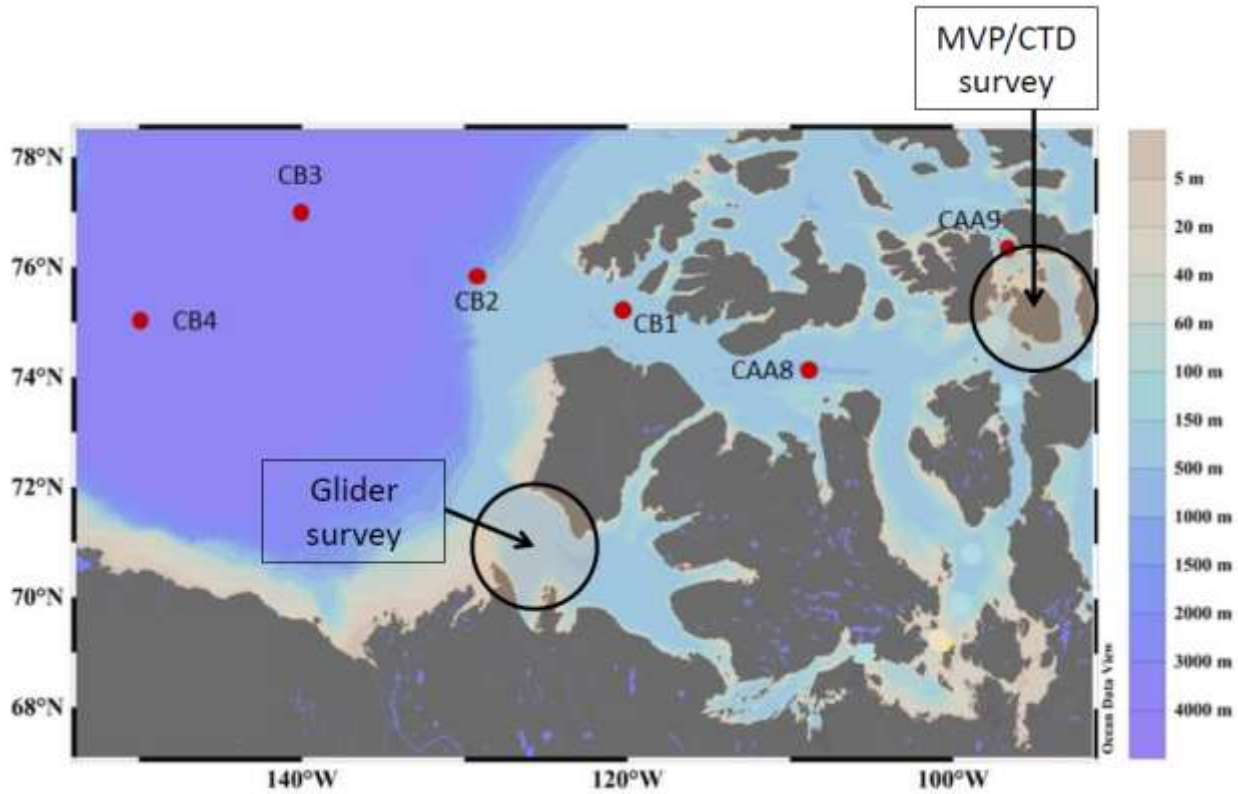 MVP/CTD
survey
78°N
76°N
74°N
72°N
70°N
68°N
CB3
CAA9
CB2
CB4
CB1
CAA8
Glider
survey
140°W
120°W
100°W
5 m
20 m
40 m
60 m
100 m
150 m
500 m
1000 m
1500 m
2000 m
3000 m
4000 m
Ocean Data View